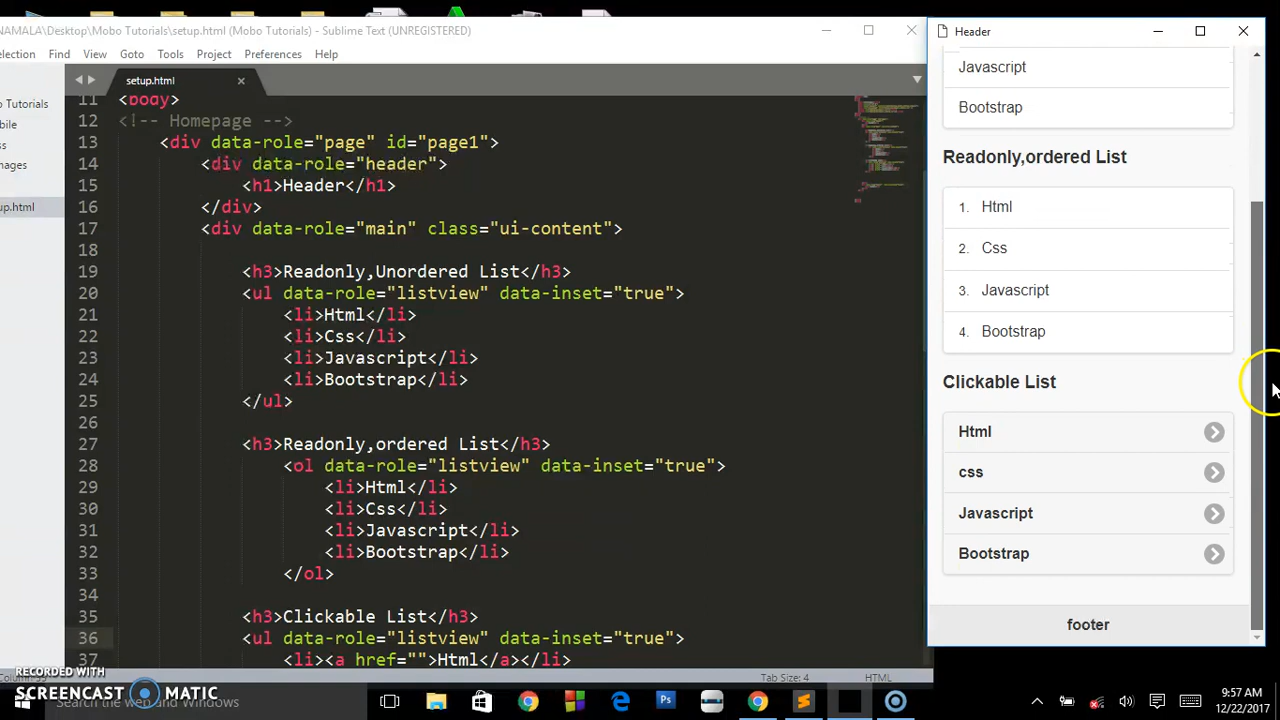 NAMALA\Desktop\Mobo Tutorials\setup.html (Mobo Tutorials) - Sublime Text (UNREGISTERED)
election Find View Goto Tools Project Preferences Help
o Tutorials
bile
ss
mages
up.html
setup.html
11 <body>
12 <!-- Homepage -->
13 <div data-role="page" id="page1">
14 <div data-role="header">
15 <h1>Header</h1>
16 </div>
17 <div data-role="main" class="ui-content">
18
19 <h3>Readonly,Unordered List</h3>
20 <ul data-role="listview" data-inset="true">
21 <li>Html</li>
22 <li>Css</li>
23 <li>Javascript</li>
24 <li>Bootstrap</li>
25 </ul>
26
27 <h3>Readonly,ordered List</h3>
28 <ol data-role="listview" data-inset="true">
29 <li>Html</li>
30 <li>Css</li>
31 <li>Javascript</li>
32 <li>Bootstrap</li>
33 </ol>
34
35 <h3>Clickable List</h3>
36 <ul data-role="listview" data-inset="true">
37 <li><a href="">Html</a></li>
Tab Size: 4 HTML
Header
Javascript
Bootstrap
Readonly,ordered List
1. Html
2. Css
3. Javascript
4. Bootstrap
Clickable List
Html
css
Javascript
Bootstrap
footer
RECORDED WITH
SCREENCAST MATIC
Search the web and Windows
9:57 AM
12/22/2017